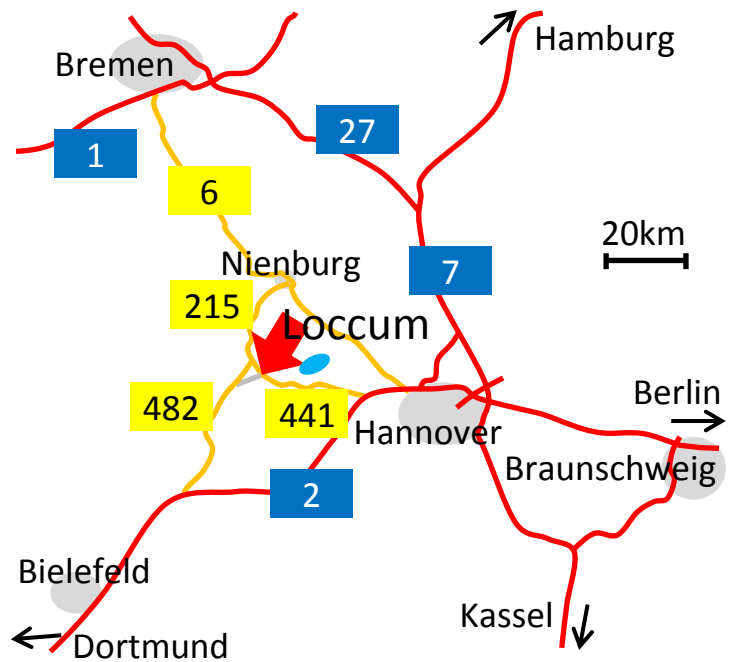 Hamburg
Bremen
27
1
6
20km
Nienburg
7
215
Loccum
Berlin
482
441
Hannover
Braunschweig
2
Bielefeld
Kassel
Dortmund